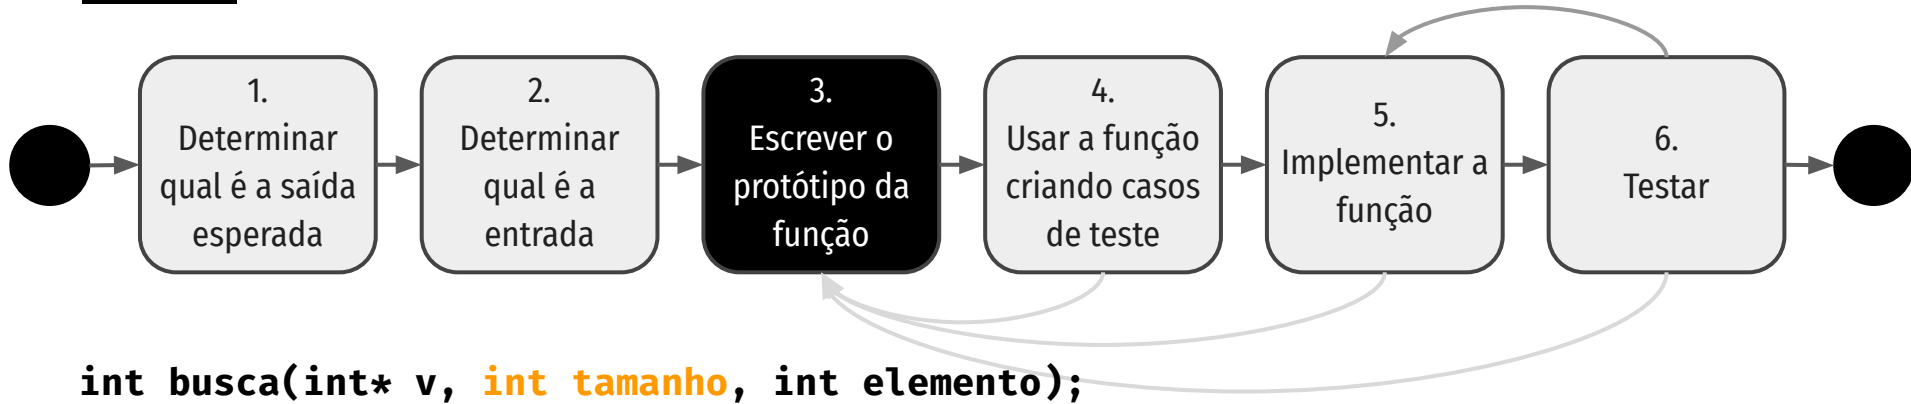 1.
Determinar
qual é a saída
esperada
2.
Determinar
qual é a
entrada
3.
Escrever o
protótipo da
função
4.
Usar a função
criando casos
de teste
5.
Implementar a
função
6.
Testar
int busca(int* v, int tamanho, int elemento);